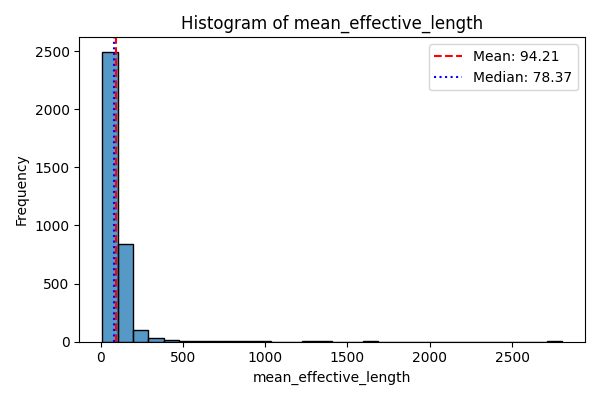 Histogram of mean_effective_length
Mean: 94.21
Median: 78.37
Frequency
2500
2000
1500
1000
500
0
0 500 1000 1500 2000 2500
mean_effective_length